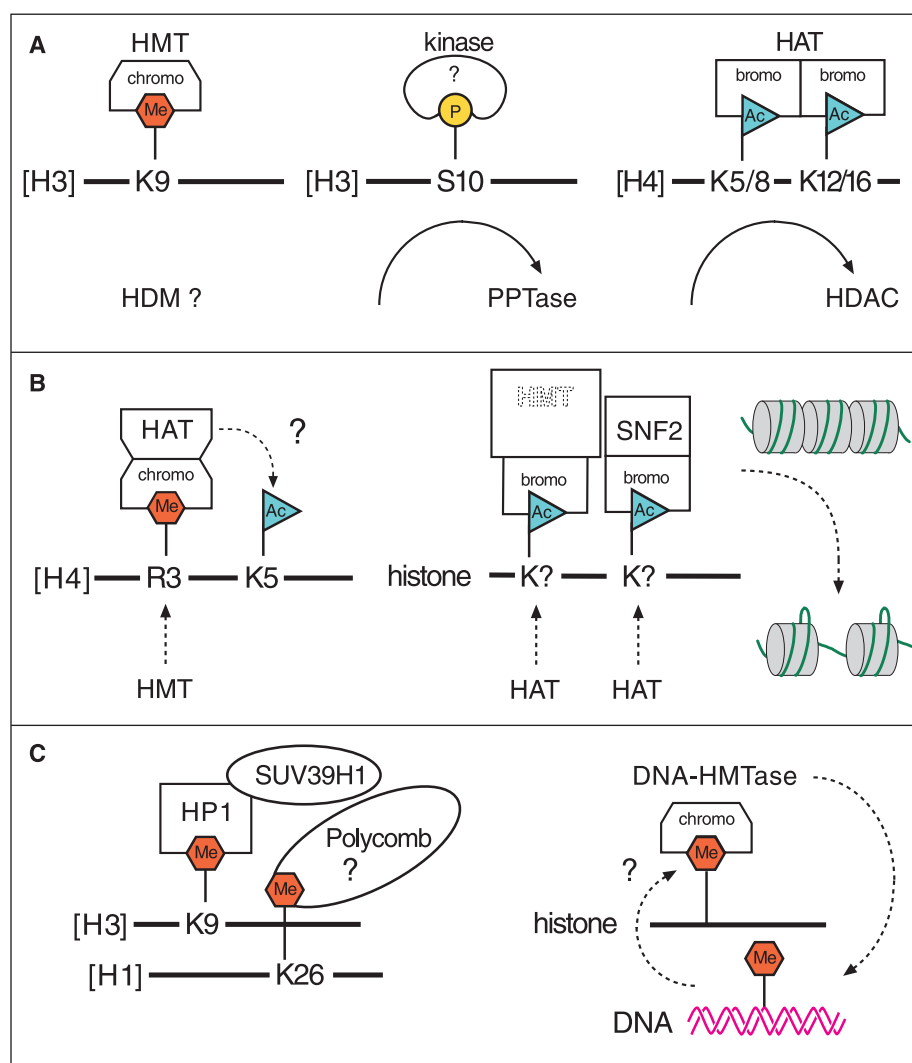 A
HMT
chromo
Me
[H3] K9
kinase
?
P
[H3] S10
HAT
bromo bromo
Ac Ac
[H4] K5/8 K12/16
HDM ?
PPTase
HDAC
B
HAT
?
chromo
Me
Ac
[H4] R3 K5
HMT
HMT
SNF2
bromo bromo
Ac Ac
histone K? K?
HAT HAT
C
SUV39H1
HP1
Me
Polycomb
?
Me
[H3] K9
[H1] K26
DNA-HMTase
chromo
Me
?
histone
Me
DNA